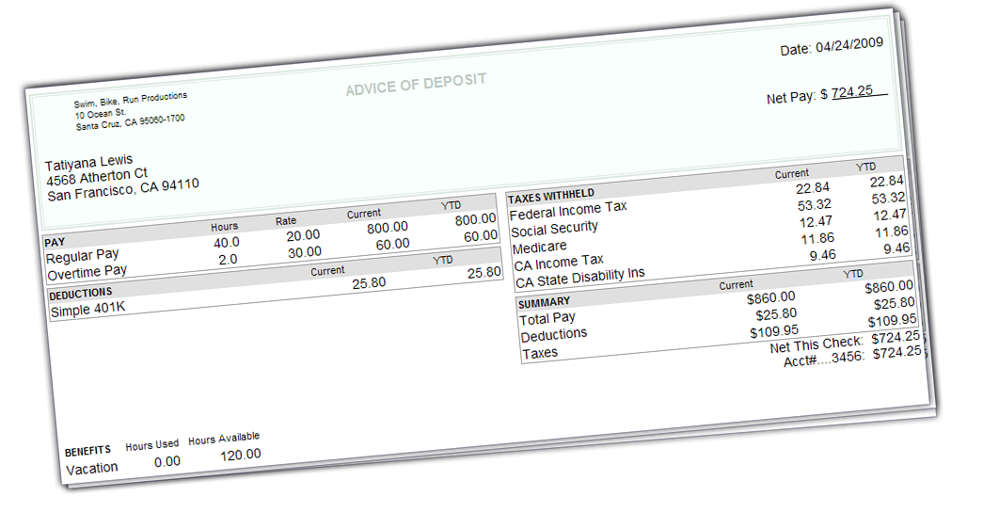 Date: 04/24/2009
ADVICE OF DEPOSIT
Swim, Bike, Run Productions
10 Ocean St.
Santa Cruz, CA 95060-1700
Net Pay: $ 724.25
Tatiyana Lewis
4568 Atherton Ct
San Francisco, CA 94110
PAY Hours Rate Current YTD
Regular Pay 40.0 20.00 800.00 800.00
Overtime Pay 2.0 30.00 60.00 60.00
DEDUCTIONS Current YTD
Simple 401K 25.80 25.80
TAXES WITHHELD Current YTD
Federal Income Tax 22.84 22.84
Social Security 53.32 53.32
Medicare 12.47 12.47
CA Income Tax 11.86 11.86
CA State Disability Ins 9.46 9.46
SUMMARY Current YTD
Total Pay $860.00 $860.00
Deductions $25.80 $25.80
Taxes $109.95 $109.95
Net This Check: $724.25
Acct#....3456: $724.25
BENEFITS Hours Used Hours Available
Vacation 0.00 120.00